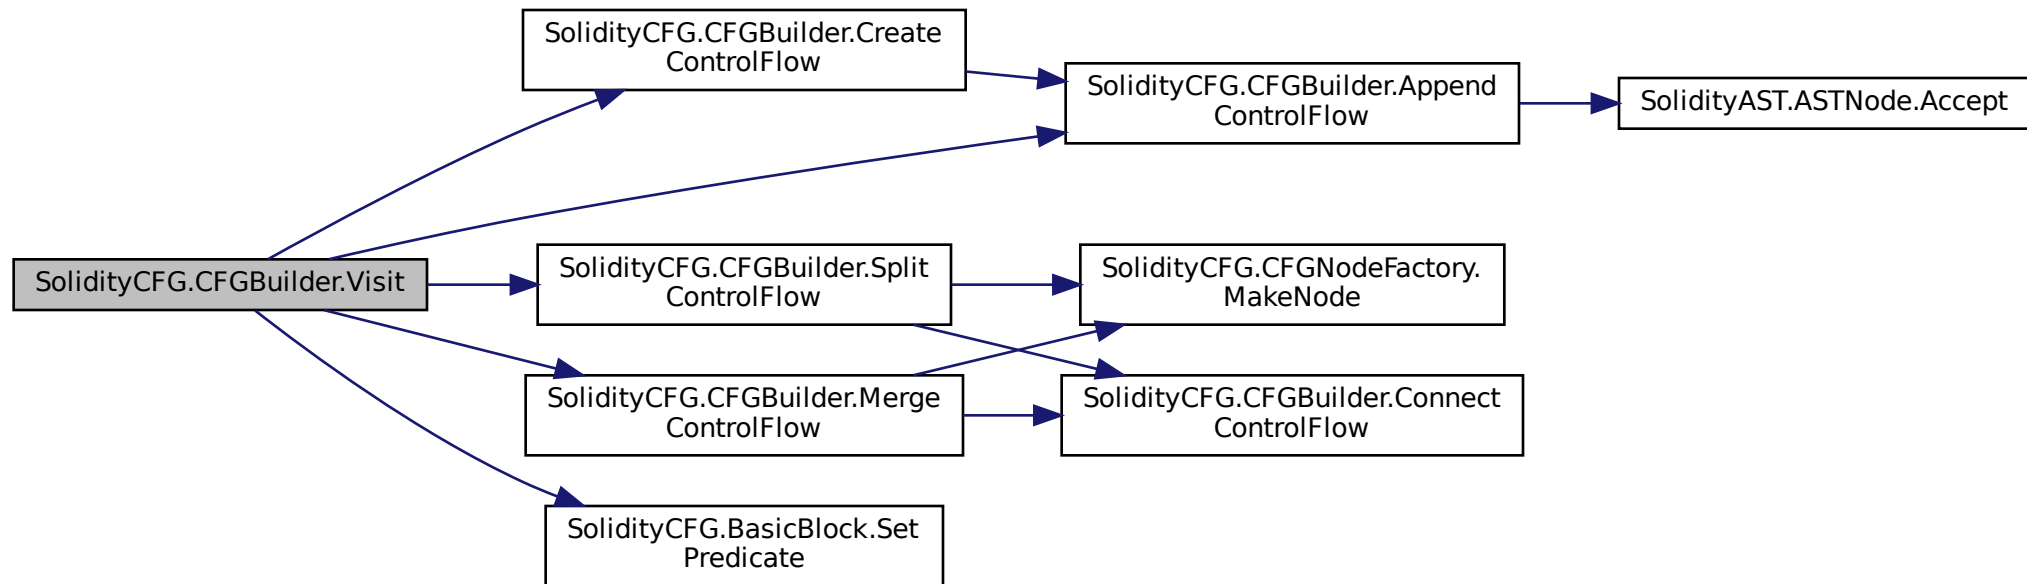 SolidityCFG.CFGBuilder.Create
ControlFlow
SolidityCFG.CFGBuilder.Append
ControlFlow
SolidityAST.ASTNode.Accept
SolidityCFG.CFGBuilder.Visit
SolidityCFG.CFGBuilder.Split
ControlFlow
SolidityCFG.CFGNodeFactory.
MakeNode
SolidityCFG.CFGBuilder.Merge
ControlFlow
SolidityCFG.CFGBuilder.Connect
ControlFlow
SolidityCFG.BasicBlock.Set
Predicate